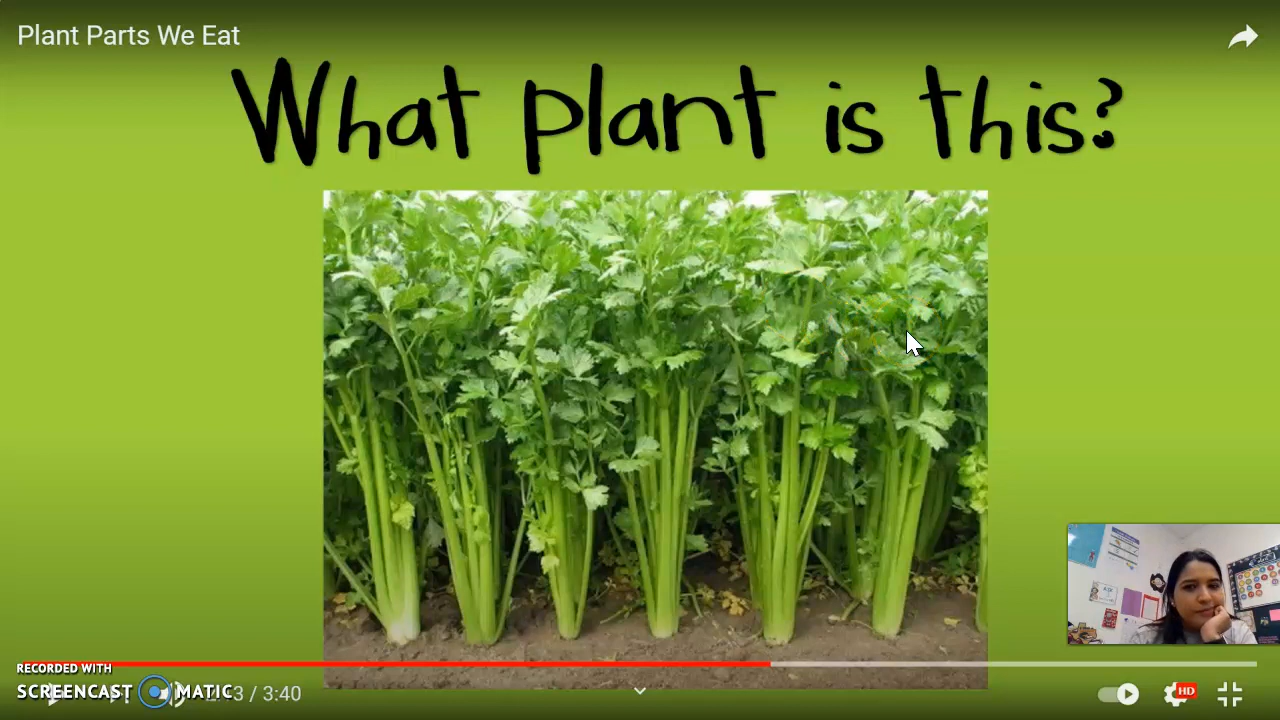 Plant Parts We Eat
What plant is this?
RECORDED WITH
SCREENCAST MATIC
/ 3:40
HD